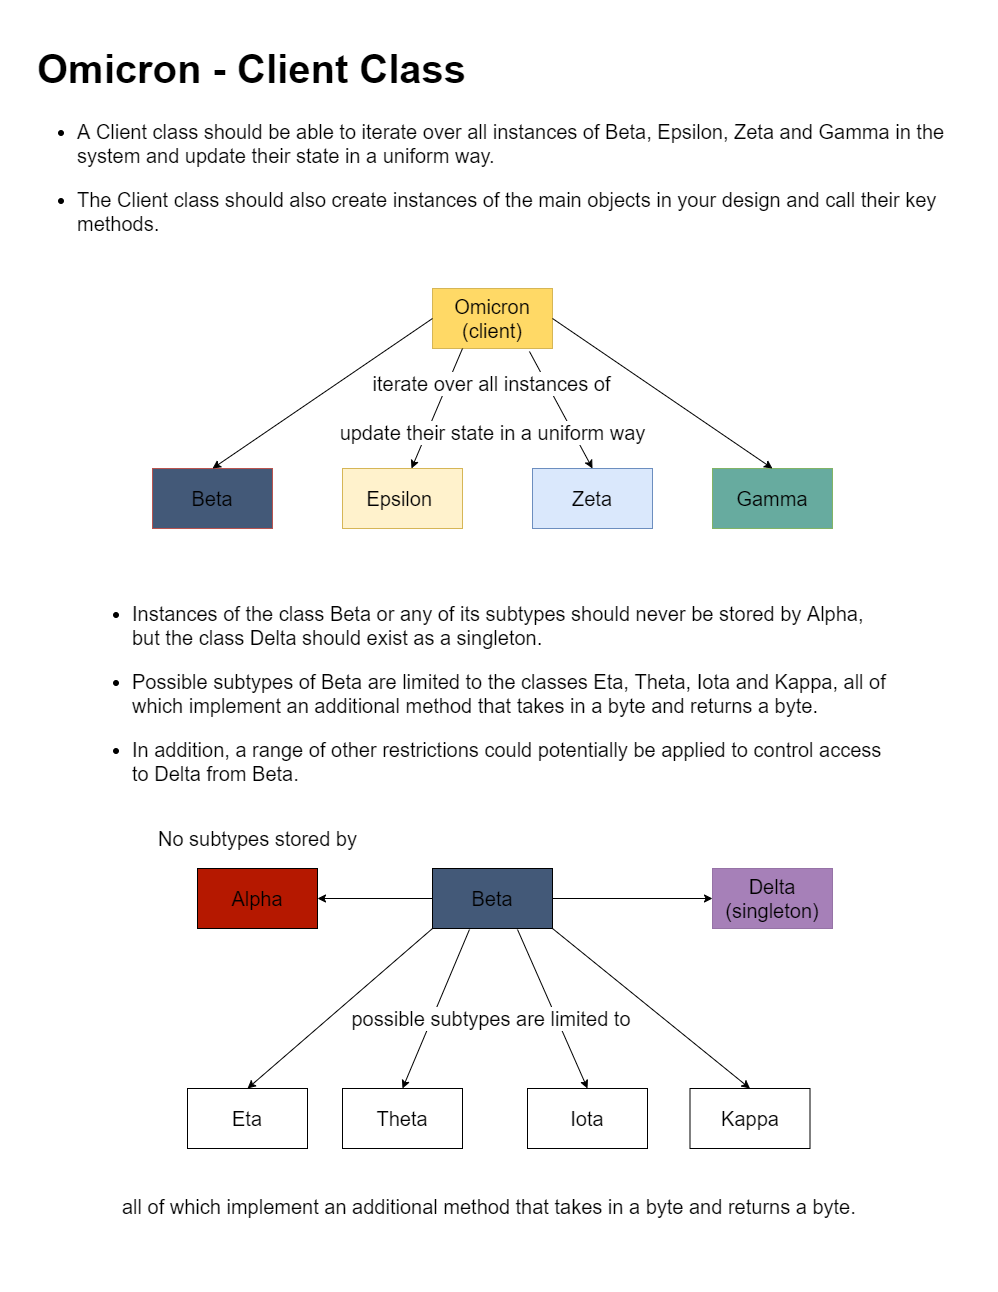 Omicron - Client Class
• A Client class should be able to iterate over all instances of Beta, Epsilon, Zeta and Gamma in the
system and update their state in a uniform way.
• The Client class should also create instances of the main objects in your design and call their key
methods.
Omicron
(client)
iterate over all instances of
update their state in a uniform way
Beta
Epsilon
Zeta
Gamma
• Instances of the class Beta or any of its subtypes should never be stored by Alpha,
but the class Delta should exist as a singleton.
• Possible subtypes of Beta are limited to the classes Eta, Theta, Iota and Kappa, all of
which implement an additional method that takes in a byte and returns a byte.
• In addition, a range of other restrictions could potentially be applied to control access
to Delta from Beta.
No subtypes stored by
Alpha
Beta
Delta
(singleton)
possible subtypes are limited to
Eta
Theta
Iota
Kappa
all of which implement an additional method that takes in a byte and returns a byte.